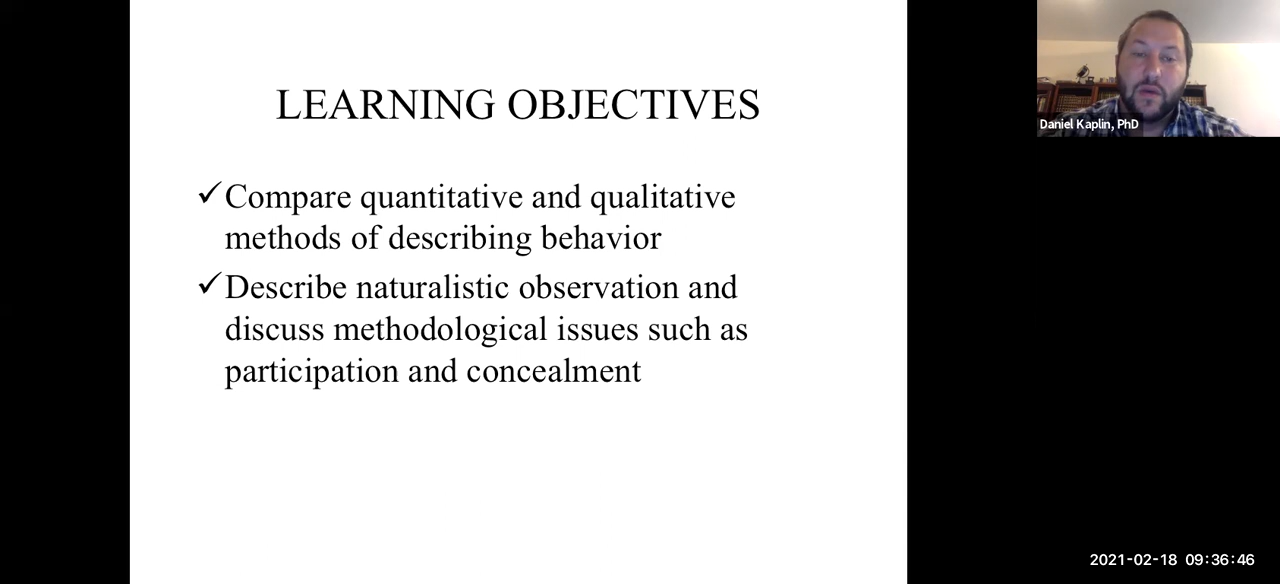 LEARNING OBJECTIVES
✓Compare quantitative and qualitative
methods of describing behavior
✓Describe naturalistic observation and
discuss methodological issues such as
participation and concealment
Daniel Kaplin, PhD
2021-02-18 09:36:46